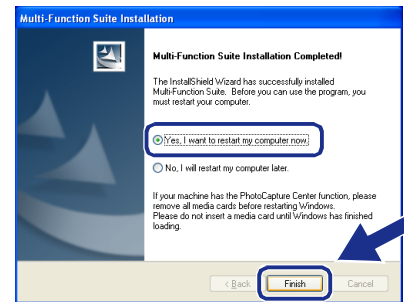 Multi-Function Suite Installation
Multi-Function Suite Installation Completed!
The InstallShield Wizard has successfully installed
Multi-Function Suite. Before you can use the program, you
must restart your computer.
Yes, I want to restart my computer now.
No, I will restart my computer later.
If your machine has the PhotoCapture Center function, please
remove all media cards before restarting Windows.
Please do not insert a media card until Windows has finished
loading.
< Back Finish Cancel